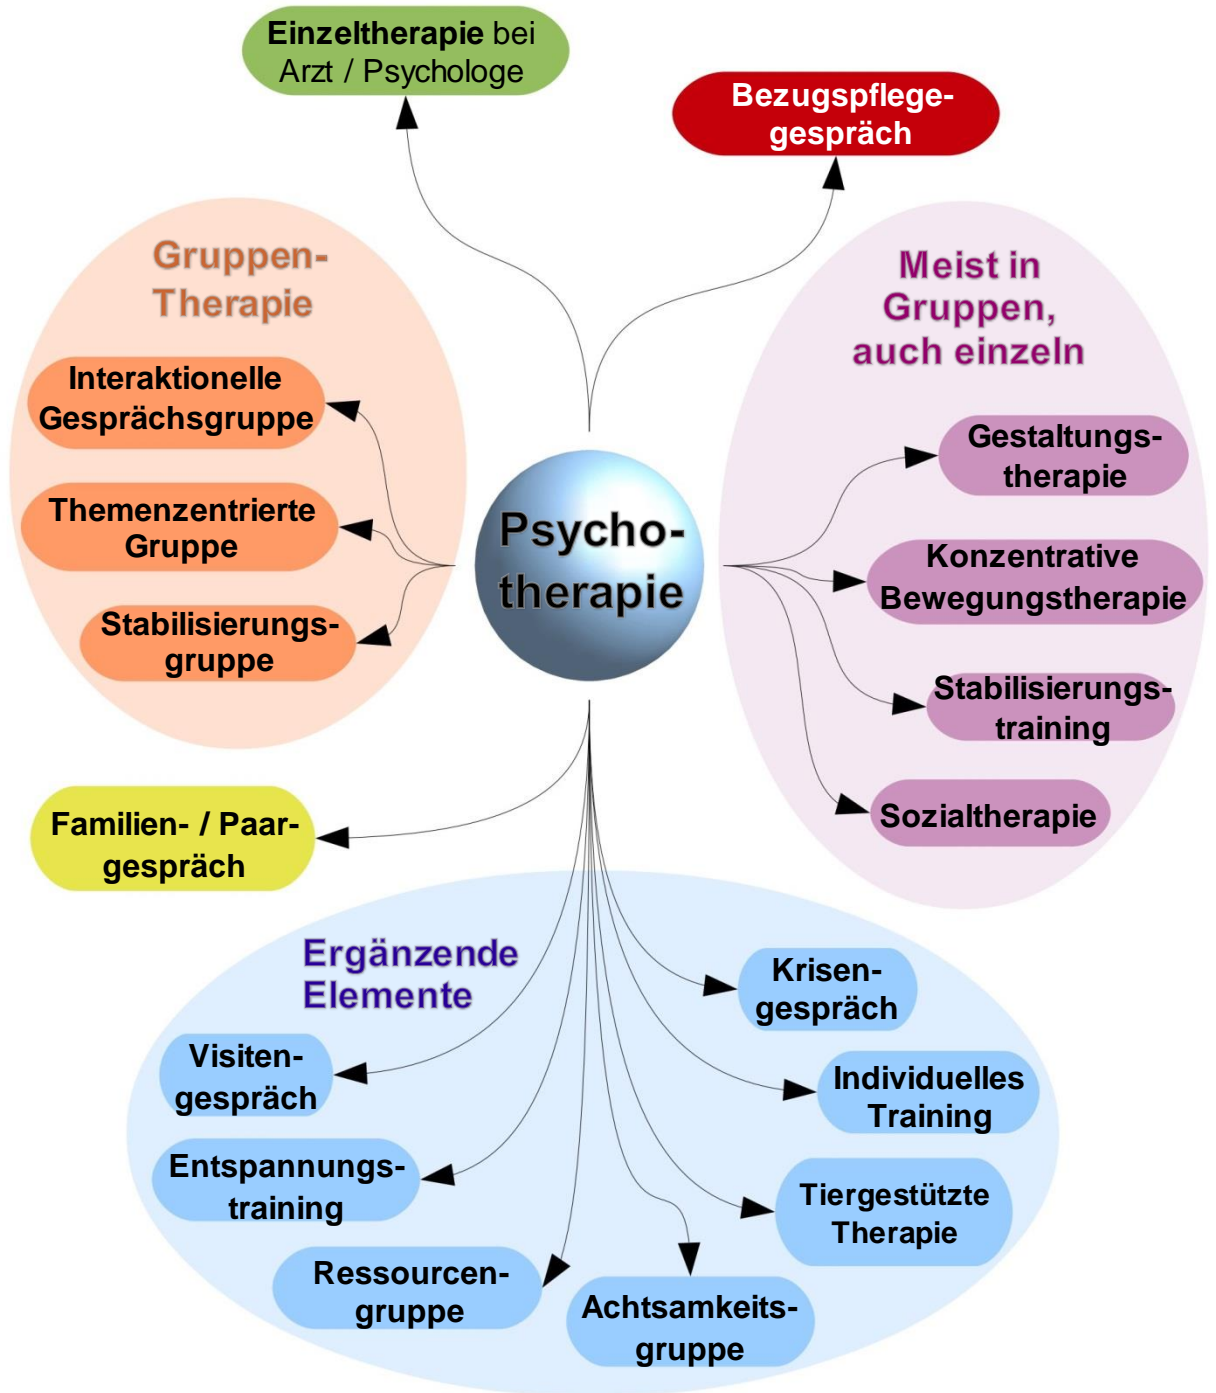 Einzeltherapie bei
Arzt / Psychologe
Bezugspflege-
gespräch
Gruppen-
Therapie
Interaktionelle
Gesprächsgruppe
Themenzentrierte
Gruppe
Stabilisierungs-
gruppe
Psycho-
therapie
Meist in
Gruppen,
auch einzeln
Gestaltungs-
therapie
Konzentrative
Bewegungstherapie
Stabilisierungs-
training
Sozialtherapie
Familien- / Paar-
gespräch
Ergänzende
Elemente
Visiten-
gespräch
Entspannungs-
training
Ressourcen-
gruppe
Achtsamkeits-
gruppe
Tiergestützte
Therapie
Individuelles
Training
Krisen-
gespräch